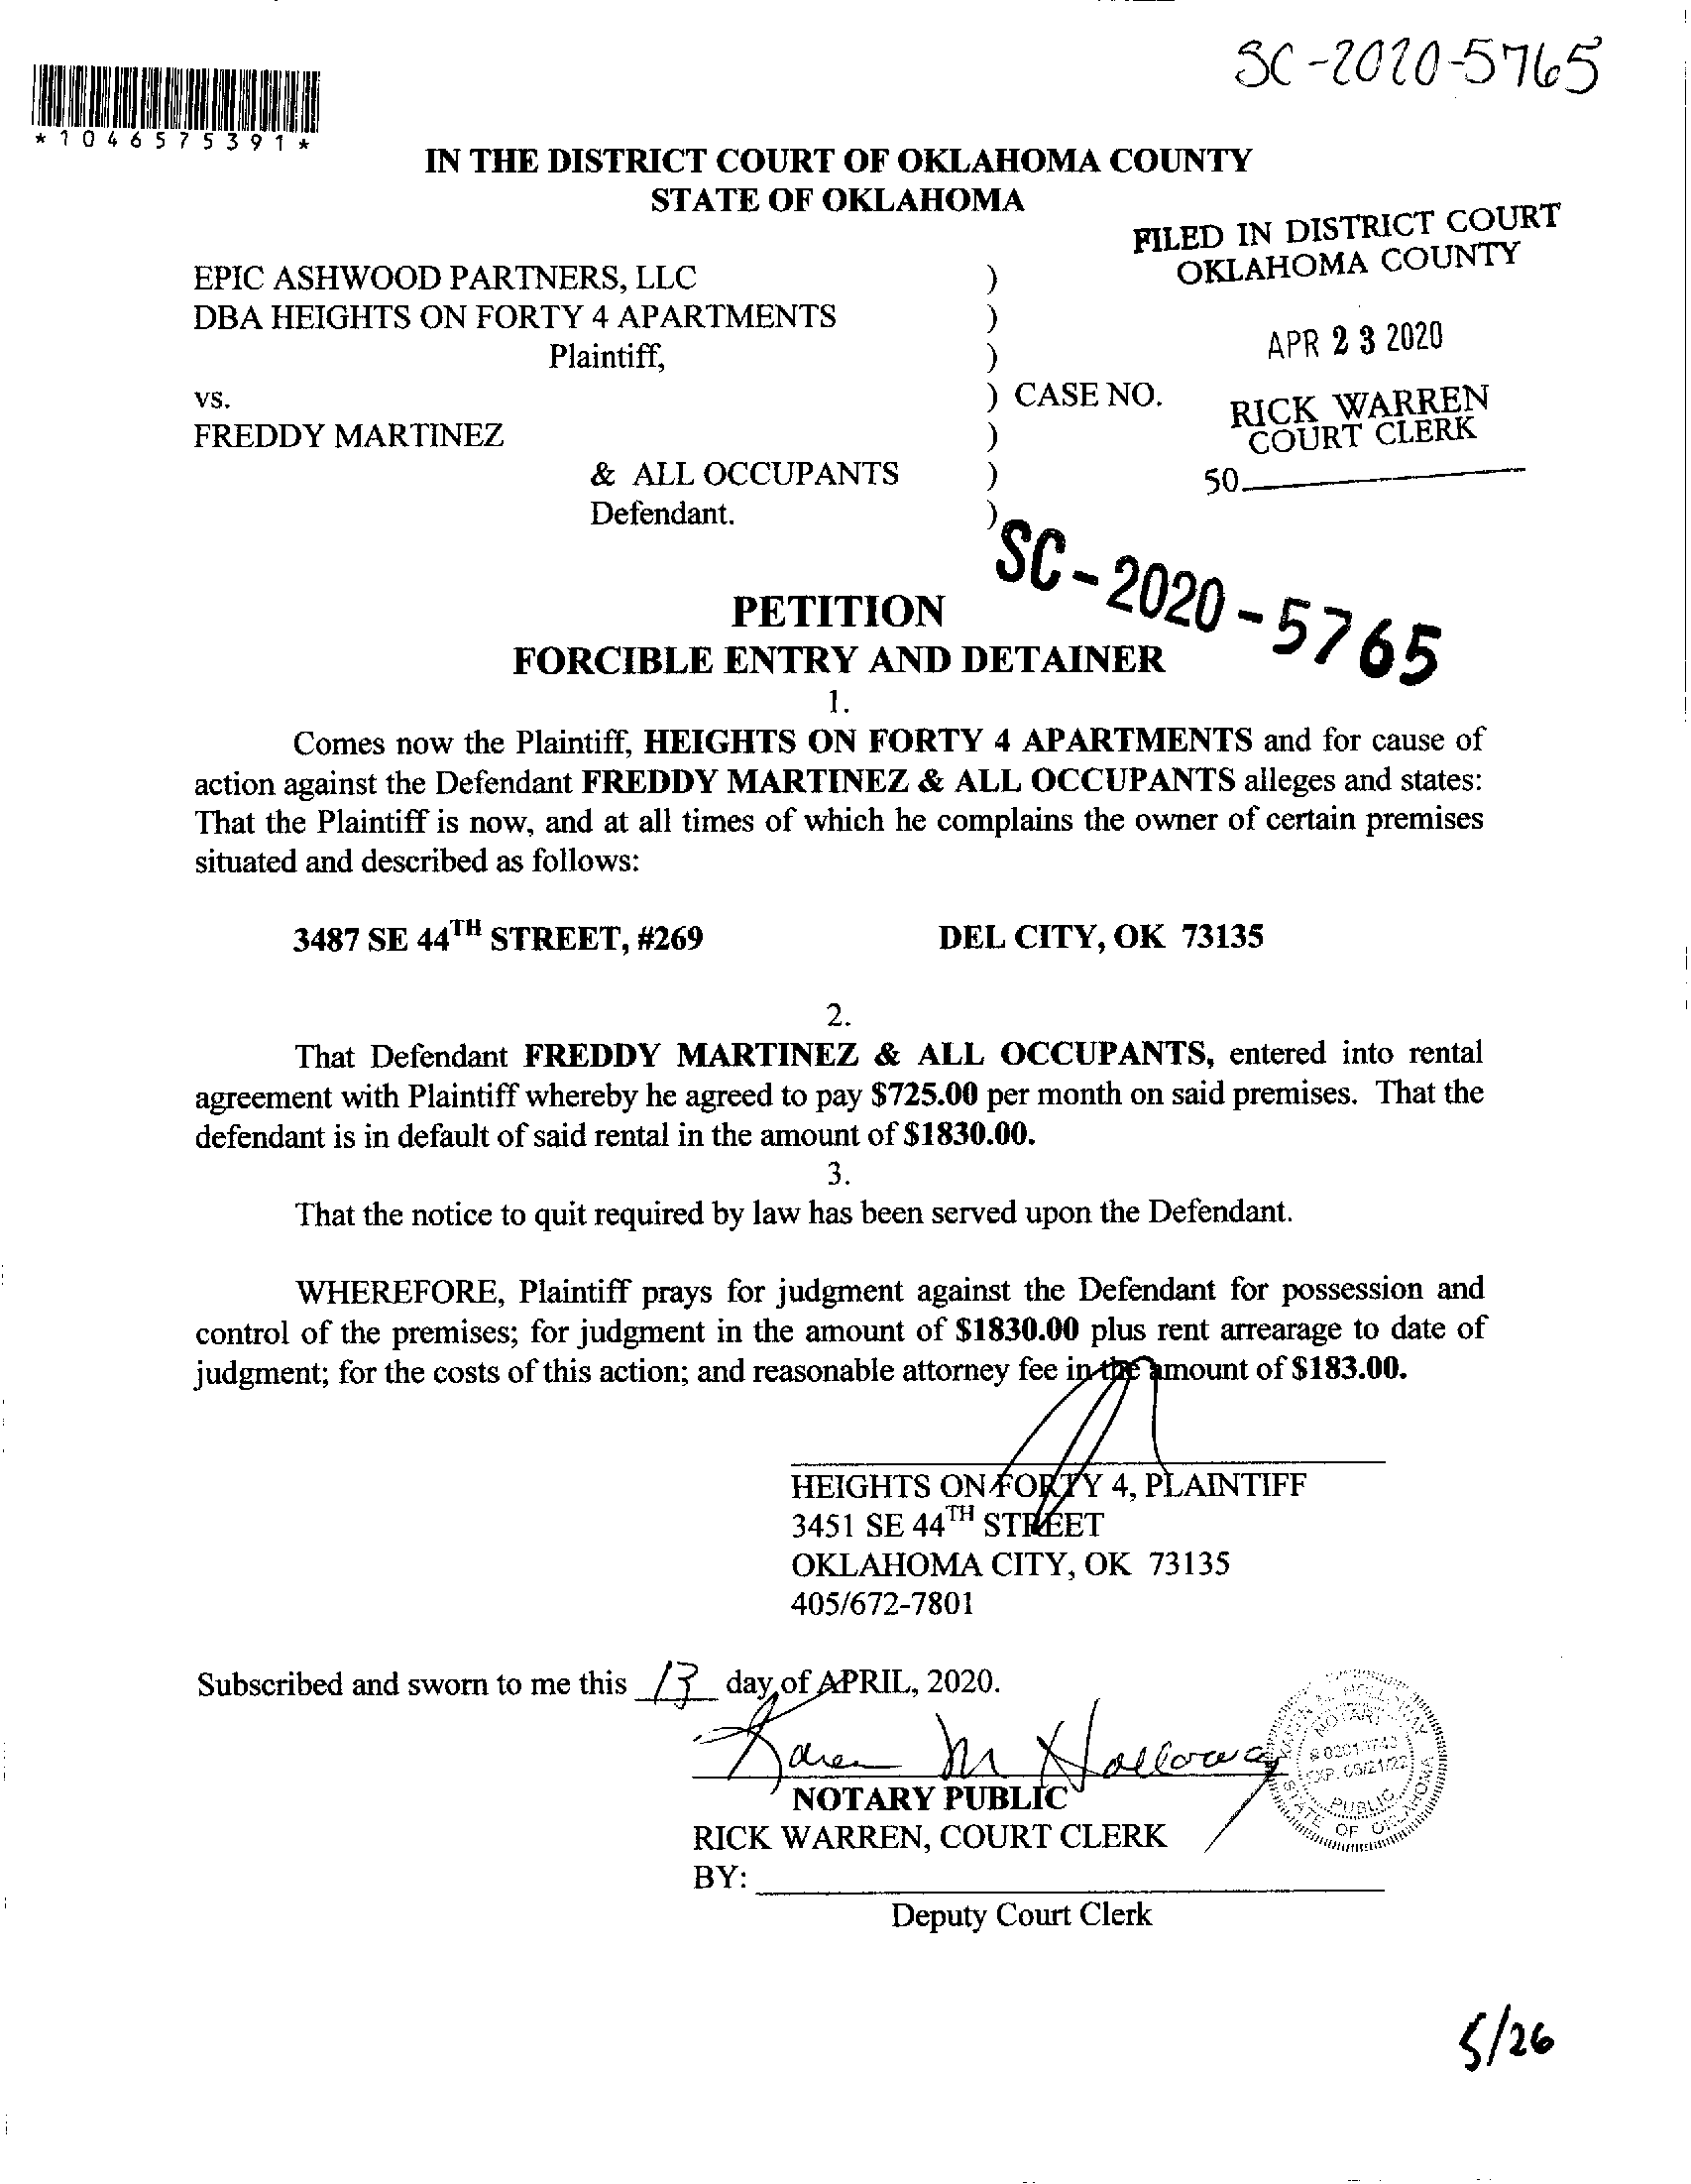 SC-2020-5765
*1046575391*
IN THE DISTRICT COURT OF OKLAHOMA COUNTY
STATE OF OKLAHOMA
FILED IN DISTRICT COURT
OKLAHOMA COUNTY
EPIC ASHWOOD PARTNERS, LLC )
DBA HEIGHTS ON FORTY 4 APARTMENTS )
APR 23 2020
Plaintiff, )
vs. ) CASE NO.
RICK WARREN
COURT CLERK
FREDDY MARTINEZ )
& ALL OCCUPANTS )
50
Defendant. )
SC-2020-5765
PETITION
FORCIBLE ENTRY AND DETAINER
1.
Comes now the Plaintiff, HEIGHTS ON FORTY 4 APARTMENTS and for cause of
action against the Defendant FREDDY MARTINEZ & ALL OCCUPANTS alleges and states:
That the Plaintiff is now, and at all times of which he complains the owner of certain premises
situated and described as follows:
3487 SE 44TH STREET, #269 DEL CITY, OK 73135
2.
That Defendant FREDDY MARTINEZ & ALL OCCUPANTS, entered into rental
agreement with Plaintiff whereby he agreed to pay $725.00 per month on said premises. That the
defendant is in default of said rental in the amount of $1830.00.
3.
That the notice to quit required by law has been served upon the Defendant.
WHEREFORE, Plaintiff prays for judgment against the Defendant for possession and
control of the premises; for judgment in the amount of $1830.00 plus rent arrearage to date of
judgment; for the costs of this action; and reasonable attorney fee in the amount of $183.00.
HEIGHTS ON FORTY 4, PLAINTIFF
3451 SE 44TH STREET
OKLAHOMA CITY, OK 73135
405/672-7801
Subscribed and sworn to me this 13 day of APRIL, 2020.
Karen M Holloway
KAREN M. HOLLOWAY
NOTARY
EXP. 
PUBLIC
STATE OF OKLAHOMA
NOTARY PUBLIC
RICK WARREN, COURT CLERK
BY:
Deputy Court Clerk
5/26